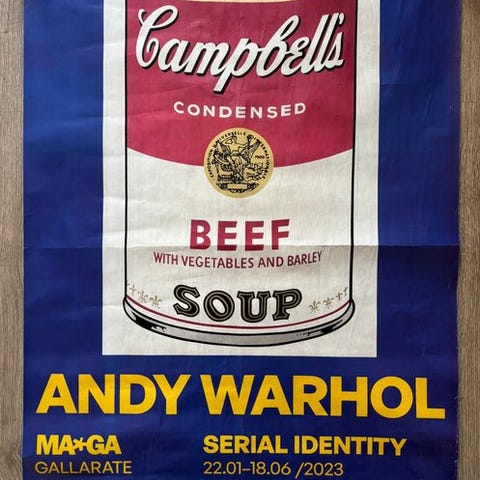 Campbell's
CONDENSED
BEEF
WITH VEGETABLES AND BARLEY
SOUP
ANDY WARHOL
MA*GA
GALLARATE
SERIAL IDENTITY
22.01–18.06 /2023